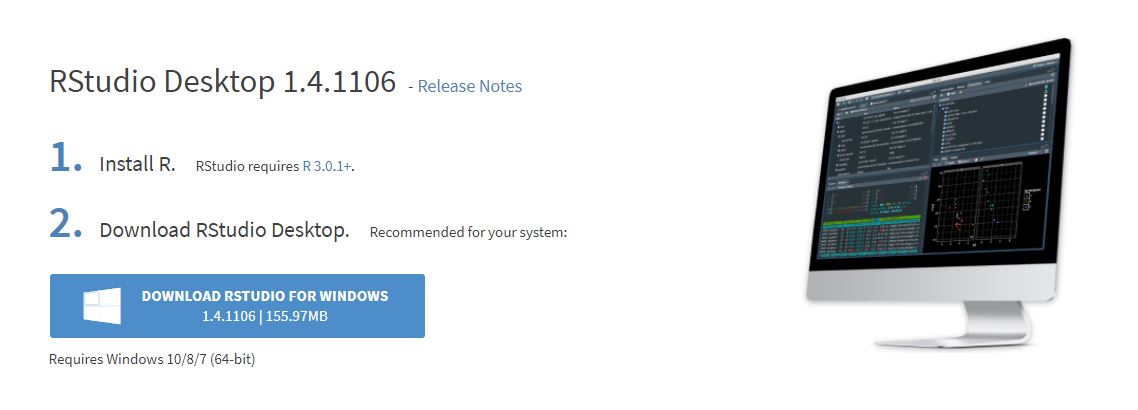 RStudio Desktop 1.4.1106 - Release Notes
1. Install R. RStudio requires R 3.0.1+.
2. Download RStudio Desktop. Recommended for your system:
DOWNLOAD RSTUDIO FOR WINDOWS
1.4.1106 | 155.97MB
Requires Windows 10/8/7 (64-bit)